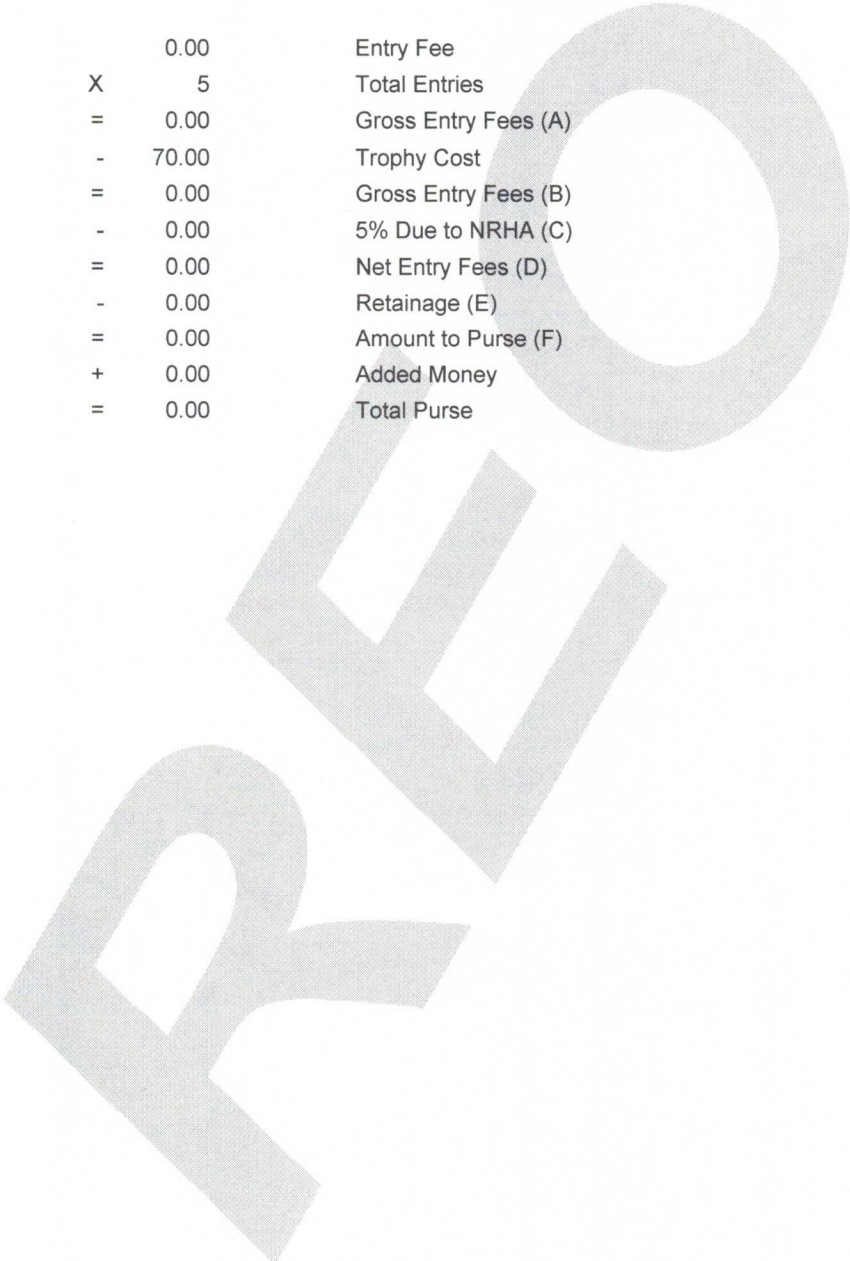 0.00 Entry Fee
X 5 Total Entries
= 0.00 Gross Entry Fees (A)
- 70.00 Trophy Cost
= 0.00 Gross Entry Fees (B)
- 0.00 5% Due to NRHA (C)
= 0.00 Net Entry Fees (D)
- 0.00 Retainage (E)
= 0.00 Amount to Purse (F)
+ 0.00 Added Money
= 0.00 Total Purse
REO